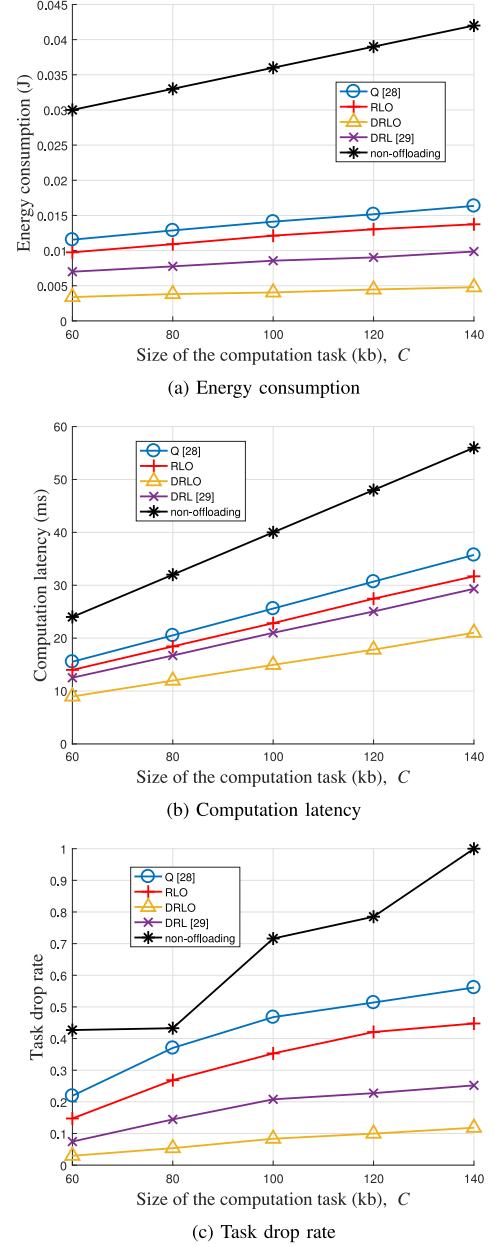 0.045
0.04
0.035
0.03
0.025
0.02
0.015
0.01
0.005
0
Energy consumption (J)
Q [28]
RLO
DRLO
DRL [29]
non-offloading
60 80 100 120 140
Size of the computation task (kb), C
(a) Energy consumption
60
50
40
30
20
10
0
Computation latency (ms)
Q [28]
RLO
DRLO
DRL [29]
non-offloading
60 80 100 120 140
Size of the computation task (kb), C
(b) Computation latency
1
0.9
0.8
0.7
0.6
0.5
0.4
0.3
0.2
0.1
0
Task drop rate
Q [28]
RLO
DRLO
DRL [29]
non-offloading
60 80 100 120 140
Size of the computation task (kb), C
(c) Task drop rate